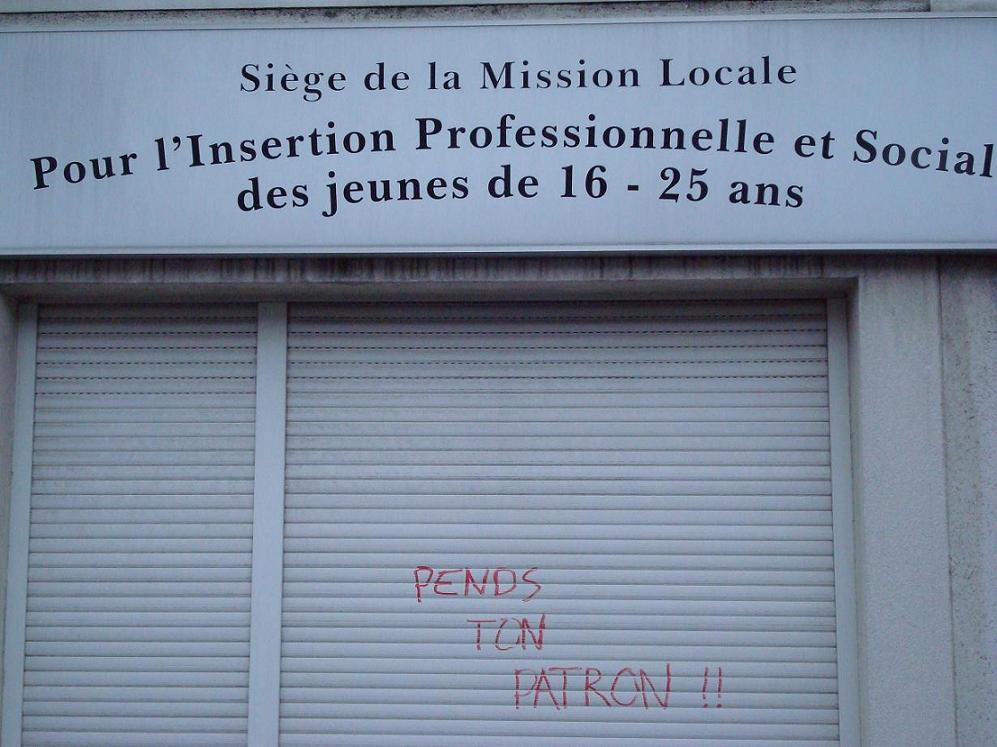 Siège de la Mission Locale
Pour l'Insertion Professionnelle et Social
des jeunes de 16 - 25 ans
PENDS
TON
PATRON !!